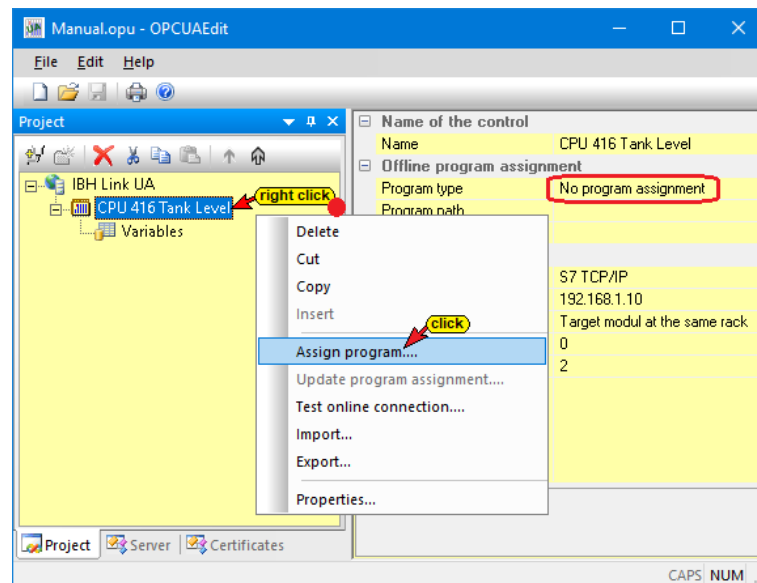 Manual.opu - OPCUAEdit
File Edit Help
Project
Name of the control
Name CPU 416 Tank Level
Offline program assignment
Program type No program assignment
Program path
IBH Link UA
CPU 416 Tank Level
Variables
right click
Delete
Cut
Copy
Insert
click
Assign program....
Update program assignment....
Test online connection....
Import...
Export...
Properties...
S7 TCP/IP
192.168.1.10
Target modul at the same rack
0
2
Project Server Certificates
CAPS NUM